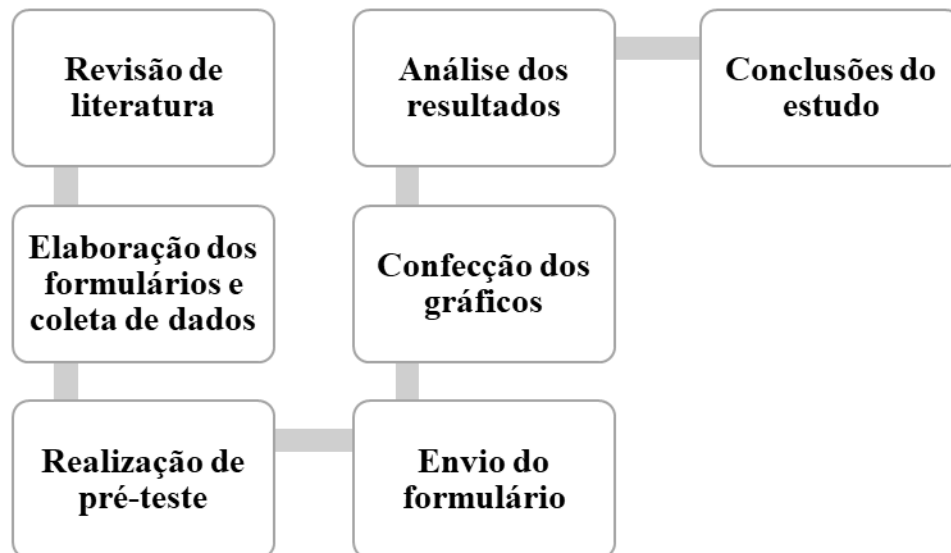 Revisão de
literatura
Elaboração dos
formulários e
coleta de dados
Realização de
pré-teste
Envio do
formulário
Confecção dos
gráficos
Análise dos
resultados
Conclusões do
estudo